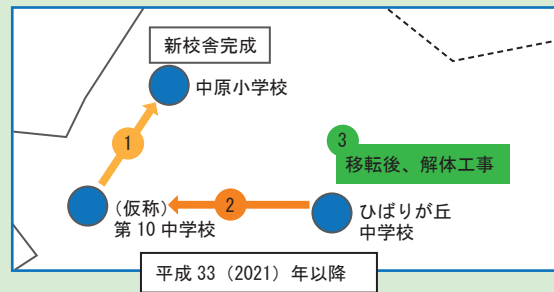 新校舎完成
中原小学校
1
3
移転後、解体工事
（仮称）
第 10 中学校
2
ひばりが丘
中学校
平成 33（2021）年以降